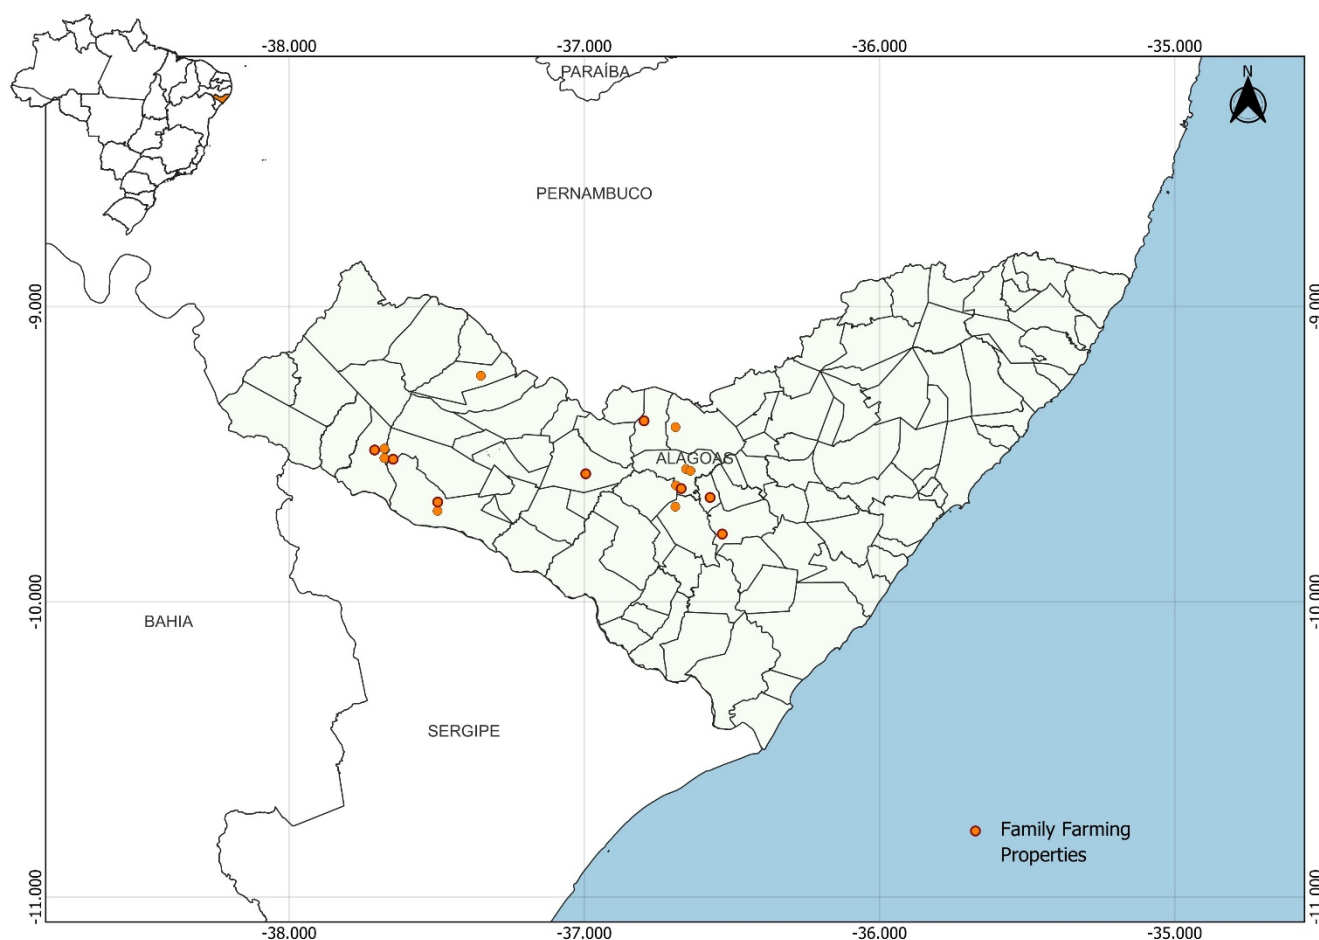 -38.000 -37.000 -36.000 -35.000
PARAÍBA
N
PERNAMBUCO
-9.000 -9.000
ALAGOAS
-10.000 -10.000
BAHIA
SERGIPE
Family Farming
Properties
-11.000 -11.000
-38.000 -37.000 -36.000 -35.000